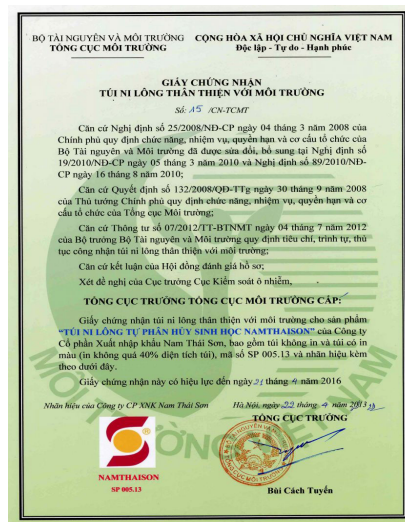 BỘ TÀI NGUYÊN VÀ MÔI TRƯỜNG
TỔNG CỤC MÔI TRƯỜNG
CỘNG HÒA XÃ HỘI CHỦ NGHĨA VIỆT NAM
Độc lập - Tự do - Hạnh phúc
GIẤY CHỨNG NHẬN
TÚI NI LÔNG THÂN THIỆN VỚI MÔI TRƯỜNG
Số: 15 /CN-TCMT
Căn cứ Nghị định số 25/2008/NĐ-CP ngày 04 tháng 3 năm 2008 của
Chính phủ quy định chức năng, nhiệm vụ, quyền hạn và cơ cấu tổ chức của
Bộ Tài nguyên và Môi trường đã được sửa đổi, bổ sung tại Nghị định số
19/2010/NĐ-CP ngày 05 tháng 3 năm 2010 và Nghị định số 89/2010/NĐ-
CP ngày 16 tháng 8 năm 2010;
Căn cứ Quyết định số 132/2008/QĐ-TTg ngày 30 tháng 9 năm 2008
của Thủ tướng Chính phủ quy định chức năng, nhiệm vụ, quyền hạn và cơ
cấu tổ chức của Tổng cục Môi trường;
Căn cứ Thông tư số 07/2012/TT-BTNMT ngày 04 tháng 7 năm 2012
của Bộ trưởng Bộ Tài nguyên và Môi trường quy định tiêu chí, trình tự, thủ
tục công nhận túi ni lông thân thiện với môi trường;
Căn cứ kết luận của Hội đồng đánh giá hồ sơ;
Xét đề nghị của Cục trưởng Cục Kiểm soát ô nhiễm,
TỔNG CỤC TRƯỞNG TỔNG CỤC MÔI TRƯỜNG CẤP:
Giấy chứng nhận túi ni lông thân thiện với môi trường cho sản phẩm
"TÚI NI LÔNG TỰ PHÂN HỦY SINH HỌC NAMTHAISON" của Công ty
Cổ phần Xuất nhập khẩu Nam Thái Sơn, bao gồm túi không in và túi có in
màu (in không quá 40% diện tích túi), mã số SP 005.13 và nhãn hiệu kèm
theo dưới đây.
Giấy chứng nhận này có hiệu lực đến ngày 21 tháng 4 năm 2016
Nhãn hiệu của Công ty CP XNK Nam Thái Sơn
Hà Nội, ngày 22 tháng 4 năm 2013
TỔNG CỤC TRƯỞNG
NAMTHAISON
SP 005.13
Bùi Cách Tuyến